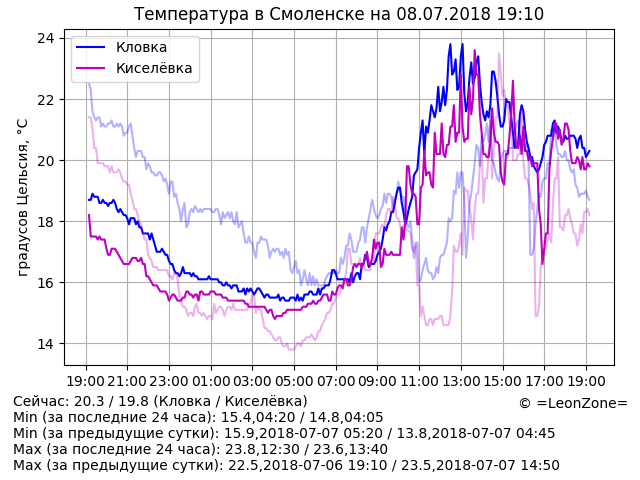 Температура в Смоленске на 08.07.2018 19:10
Кловка
Киселёвка
градусов Цельсия, °C
24
22
20
18
16
14
19:00 21:00 23:00 01:00 03:00 05:00 07:00 09:00 11:00 13:00 15:00 17:00 19:00
Сейчас: 20.3 / 19.8 (Кловка / Киселёвка)
© =LeonZone=
Min (за последние 24 часа): 15.4,04:20 / 14.8,04:05
Min (за предыдущие сутки): 15.9,2018-07-07 05:20 / 13.8,2018-07-07 04:45
Max (за последние 24 часа): 23.8,12:30 / 23.6,13:40
Max (за предыдущие сутки): 22.5,2018-07-06 19:10 / 23.5,2018-07-07 14:50